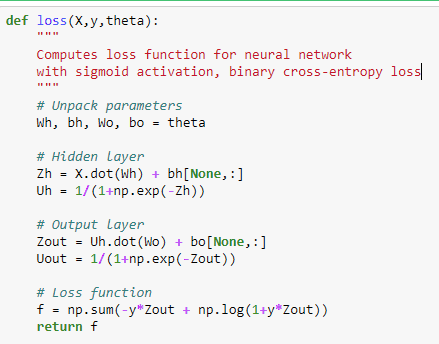 def loss(X,y,theta):
"""
Computes loss function for neural network
with sigmoid activation, binary cross-entropy loss
"""
# Unpack parameters
Wh, bh, Wo, bo = theta
# Hidden layer
Zh = X.dot(Wh) + bh[None,:]
Uh = 1/(1+np.exp(-Zh))
# Output layer
Zout = Uh.dot(Wo) + bo[None,:]
Uout = 1/(1+np.exp(-Zout))
# Loss function
f = np.sum(-y*Zout + np.log(1+y*Zout))
return f